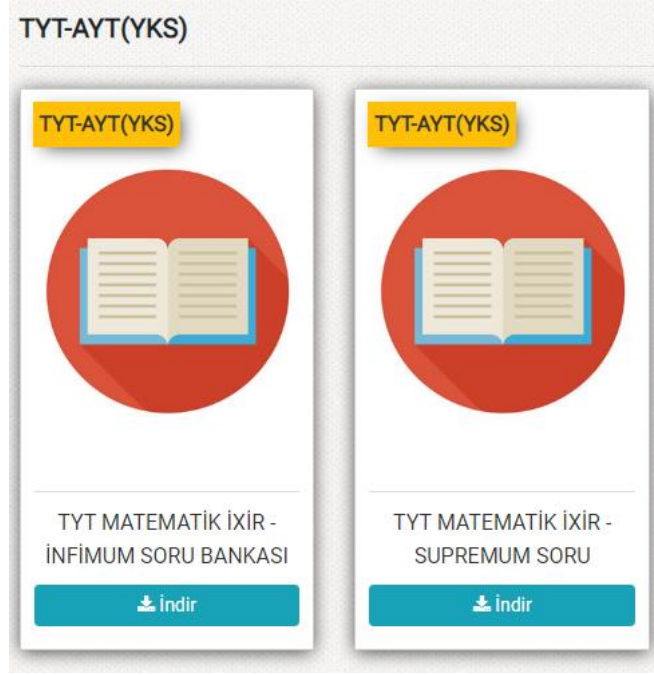 TYT-AYT(YKS)
TYT-AYT(YKS)
TYT MATEMATİK İXİR -
İNFİMUM SORU BANKASI
İndir
TYT-AYT(YKS)
TYT MATEMATİK İXİR -
SUPREMUM SORU
İndir